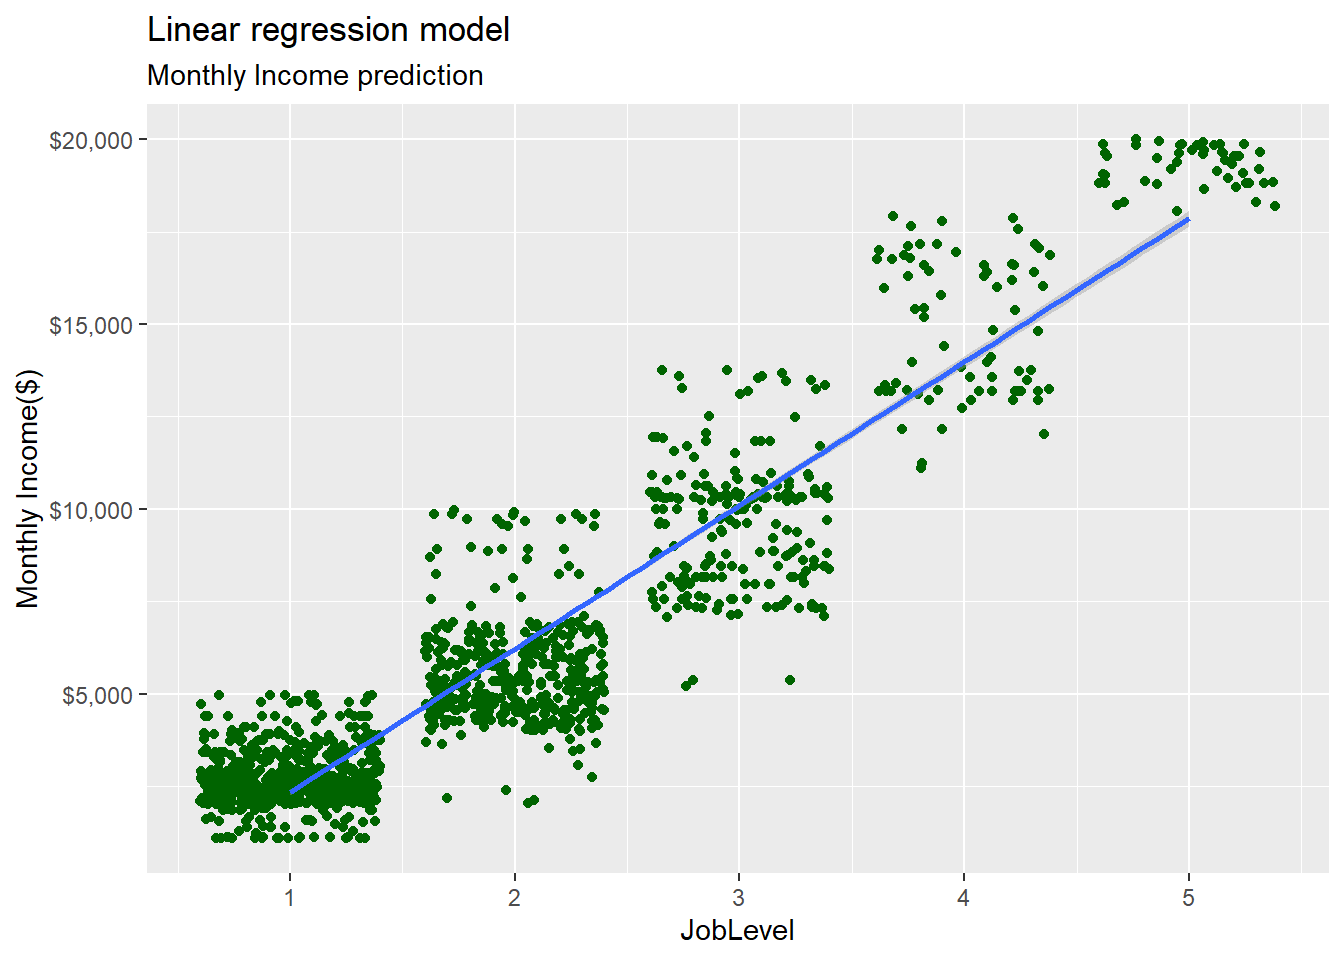 Linear regression model
Monthly Income prediction
$20,000
$15,000
$10,000
$5,000
Monthly Income($)
1 2 3 4 5
JobLevel